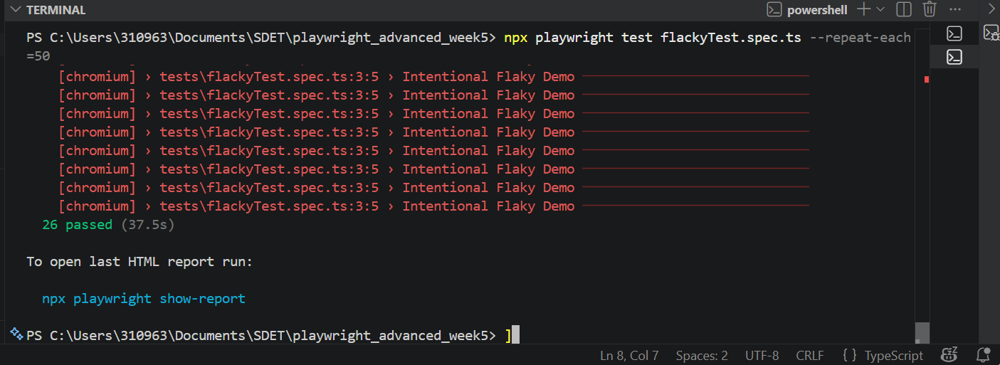 TERMINAL
powershell
PS C:\Users\310963\Documents\SDET\playwright_advanced_week5> npx playwright test flackyTest.spec.ts --repeat-each
=50
[chromium] › tests\flackyTest.spec.ts:3:5 › Intentional Flaky Demo
[chromium] › tests\flackyTest.spec.ts:3:5 › Intentional Flaky Demo
[chromium] › tests\flackyTest.spec.ts:3:5 › Intentional Flaky Demo
[chromium] › tests\flackyTest.spec.ts:3:5 › Intentional Flaky Demo
[chromium] › tests\flackyTest.spec.ts:3:5 › Intentional Flaky Demo
[chromium] › tests\flackyTest.spec.ts:3:5 › Intentional Flaky Demo
[chromium] › tests\flackyTest.spec.ts:3:5 › Intentional Flaky Demo
[chromium] › tests\flackyTest.spec.ts:3:5 › Intentional Flaky Demo
26 passed (37.5s)
To open last HTML report run:
npx playwright show-report
PS C:\Users\310963\Documents\SDET\playwright_advanced_week5> ]
Ln 8, Col 7 Spaces: 2 UTF-8 CRLF { } TypeScript